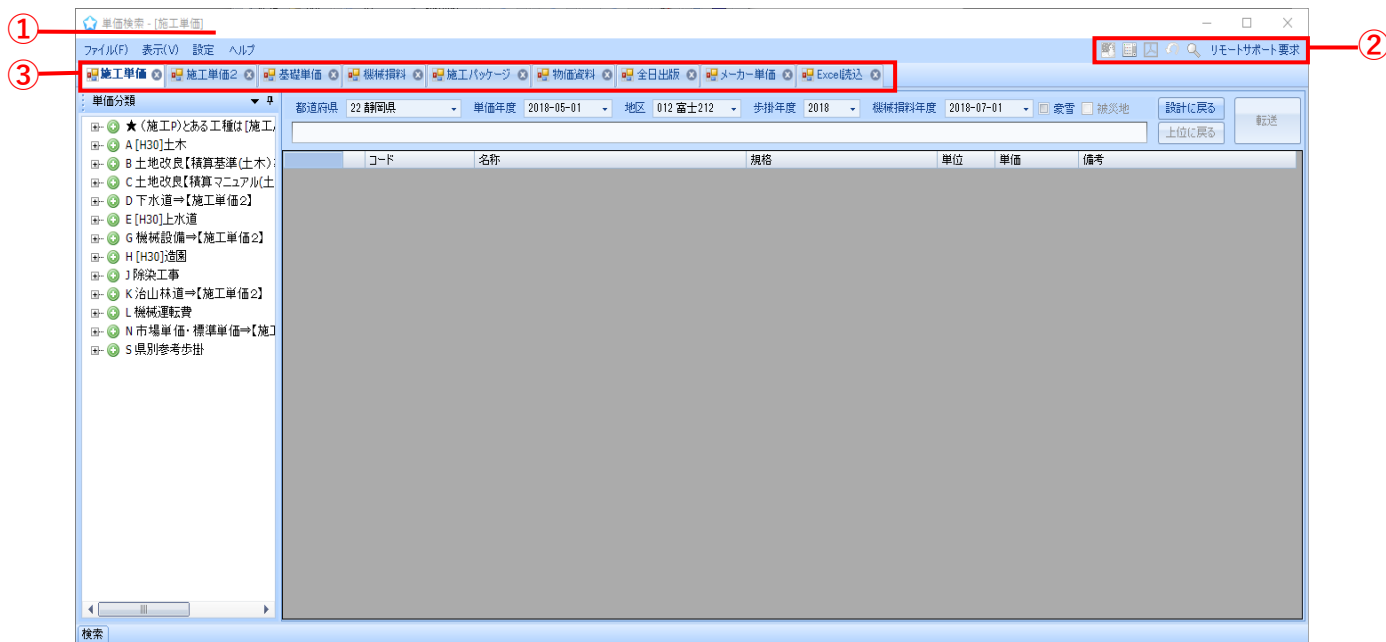 ①
単価検索 - [施工単価]
ファイル(F) 表示(V) 設定 ヘルプ
リモートサポート要求
②
③
施工単価 施工単価2 基礎単価 機械損料 施工パッケージ 物価資料 全日出版 メーカー単価 Excel読込
単価分類
都道府県 22 静岡県 単価年度 2018-05-01 地区 012 富士212 歩掛年度 2018 機械損料年度 2018-07-01 豪雪 被災地 設計に戻る 転送
上位に戻る
コード 名称 規格 単位 単価 備考
★ (施工P)とある工種は[施工
A [H30]土木
B 土地改良【積算基準(土木)
C 土地改良【積算マニュアル(土
D 下水道⇒【施工単価2】
E [H30]上水道
G 機械設備⇒【施工単価2】
H [H30]造園
J 除染工事
K 治山林道⇒【施工単価2】
L 機械運転費
N 市場単価・標準単価⇒【施工
S 県別参考歩掛
検索